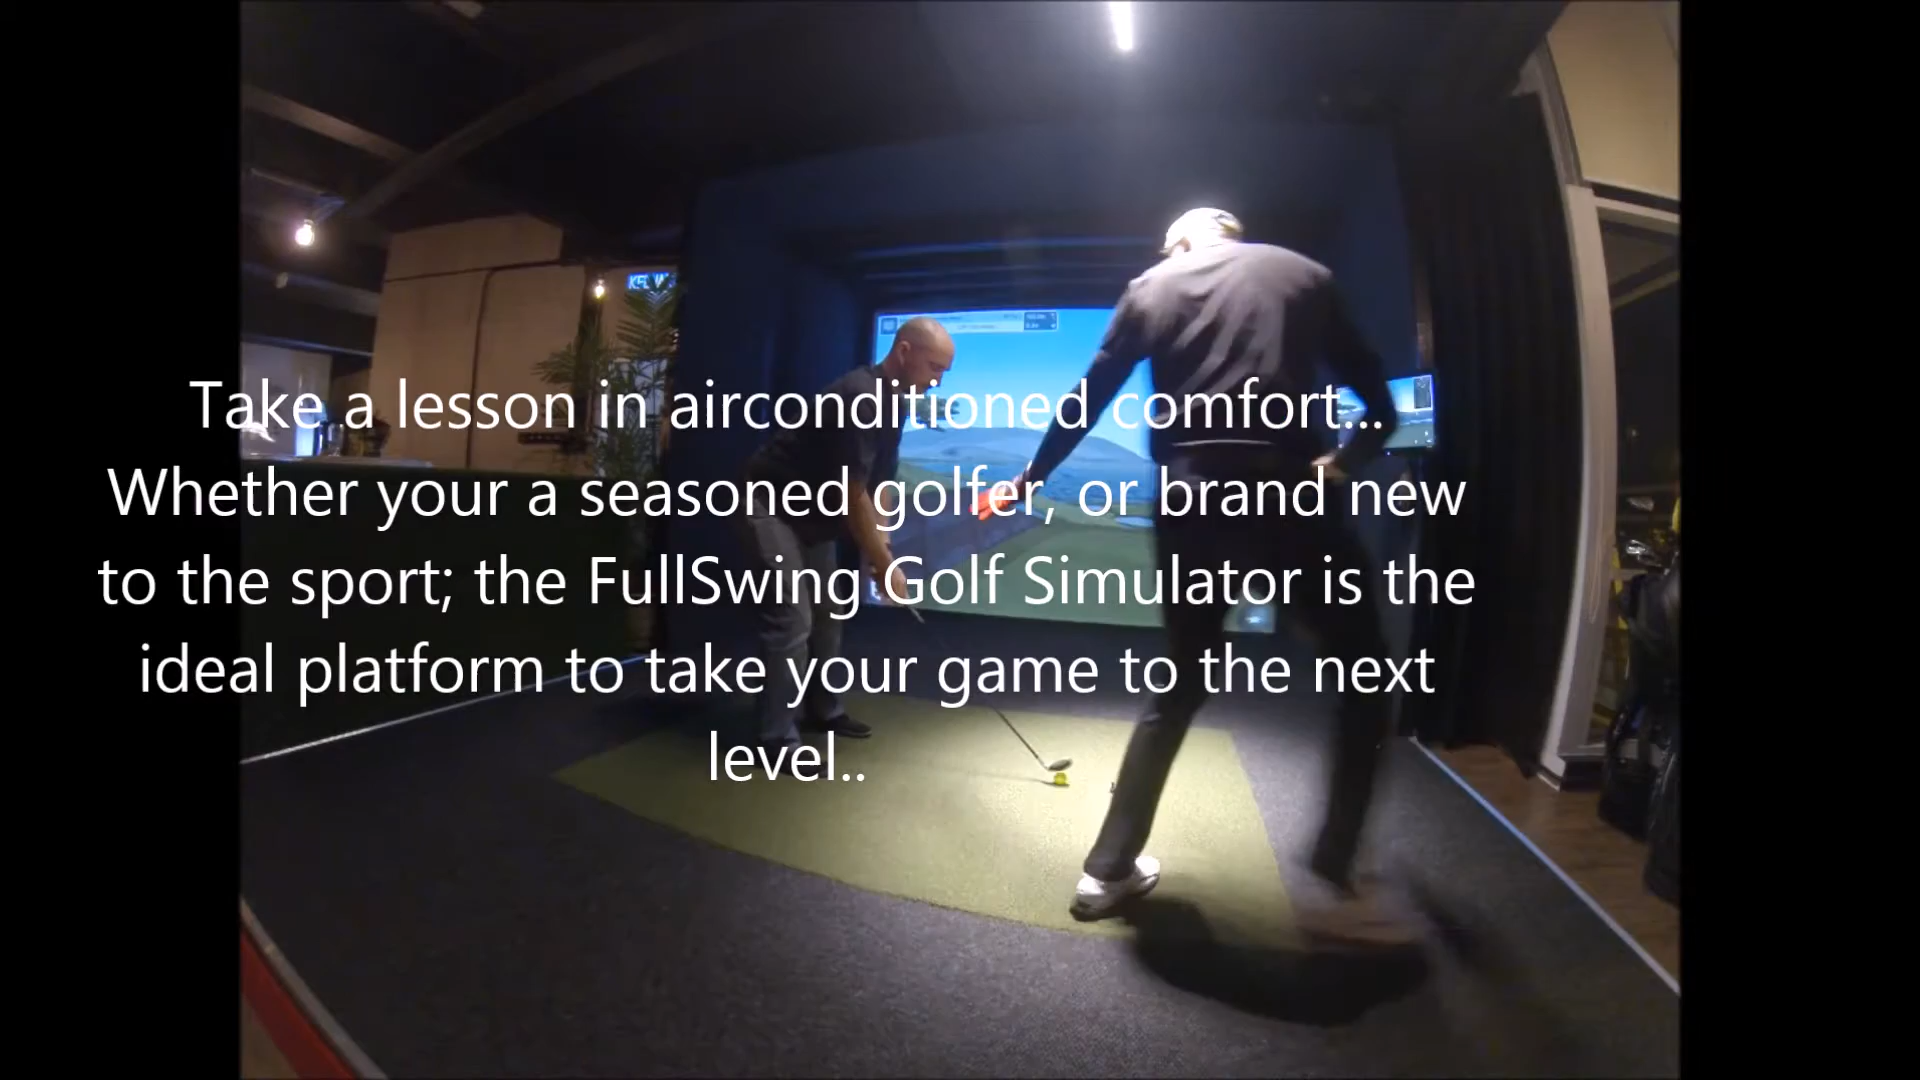 Take a lesson in airconditioned comfort...
Whether your a seasoned golfer, or brand new
to the sport; the FullSwing Golf Simulator is the
ideal platform to take your game to the next
level..